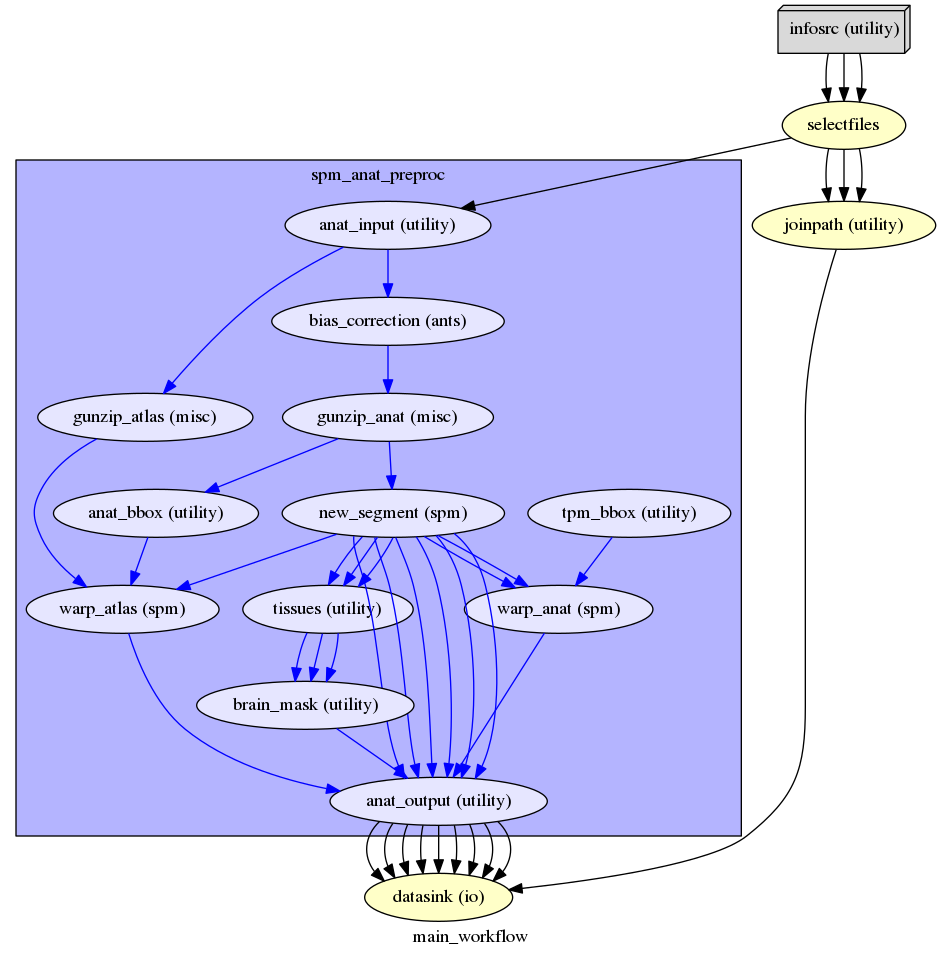 infosrc (utility)
selectfiles
spm_anat_preproc
anat_input (utility)
joinpath (utility)
bias_correction (ants)
gunzip_atlas (misc)
gunzip_anat (misc)
anat_bbox (utility)
new_segment (spm)
tpm_bbox (utility)
warp_atlas (spm)
tissues (utility)
warp_anat (spm)
brain_mask (utility)
anat_output (utility)
datasink (io)
main_workflow